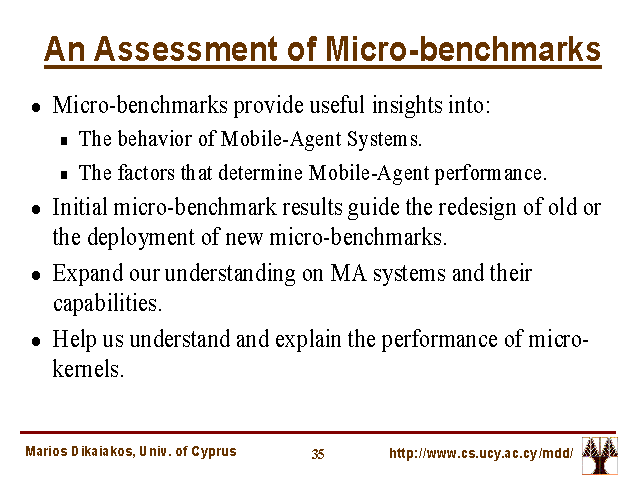 An Assessment of Micro-benchmarks
● Micro-benchmarks provide useful insights into:
■ The behavior of Mobile-Agent Systems.
■ The factors that determine Mobile-Agent performance.
● Initial micro-benchmark results guide the redesign of old or
the deployment of new micro-benchmarks.
● Expand our understanding on MA systems and their
capabilities.
● Help us understand and explain the performance of micro-
kernels.
Marios Dikaiakos, Univ. of Cyprus
35
http://www.cs.ucy.ac.cy/mdd/